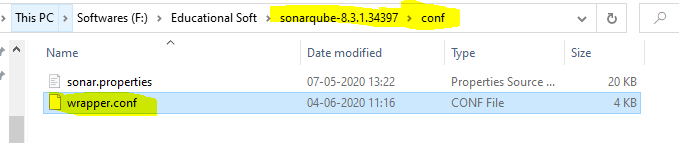 This PC > Softwares (F:) > Educational Soft > sonarqube-8.3.1.34397 > conf
Name Date modified Type Size
sonar.properties 07-05-2020 13:22 Properties Source ... 20 KB
wrapper.conf 04-06-2020 11:16 CONF File 4 KB